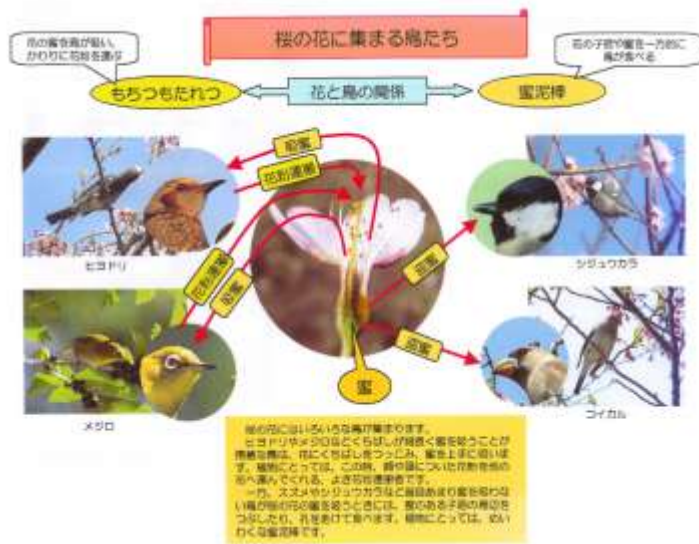 桜の花に集まる鳥たち
花の蜜を鳥が吸い、
かわりに花粉を運ぶ
花の子房や蜜を一方的に
鳥が食べる
もちつもたれつ
花と鳥の関係
蜜泥棒
吸蜜
花粉運搬
花粉運搬
吸蜜
盗蜜
盗蜜
蜜
ヒヨドリ
シジュウカラ
メジロ
コイカル
桜の花にはいろいろな鳥が集まります。
ヒヨドリやメジロなどくちばしが細長く蜜を吸うことが
得意な鳥は、花にくちばしをつっこみ、蜜を上手に吸いま
す。植物にとっては、この時、顔や頭についた花粉を他の
花へ運んでくれる、よき花粉運搬者です。
一方、スズメやシジュウカラなど普段あまり蜜を吸わな
い鳥が桜の花の蜜を吸うときには、蜜のある子房の周辺を
つぶしたり、孔をあけて食べます。植物にとっては、めい
わくな蜜泥棒です。